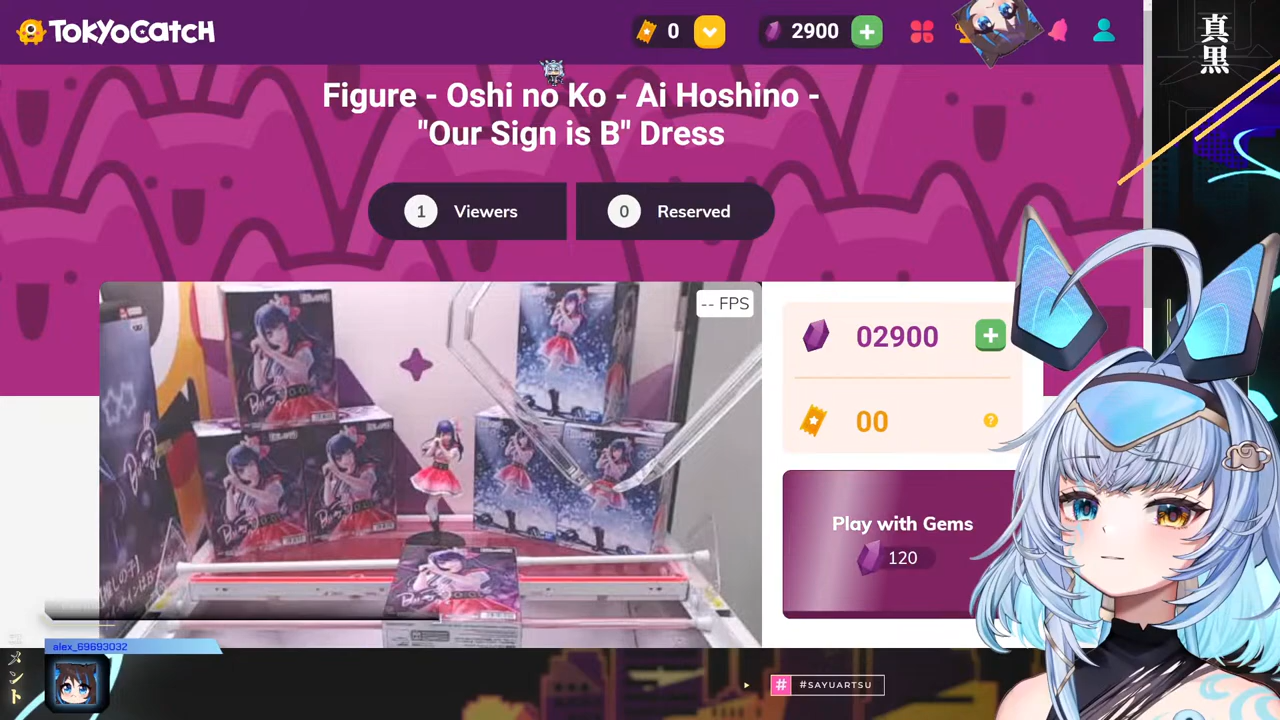 TOKYOCATCH
0
2900
真黒
Figure - Oshi no Ko - Ai Hoshino -
"Our Sign is B" Dress
1 Viewers
0 Reserved
-- FPS
02900
00
?
Play with Gems
120
alex_69693032
# #SAYUARTSU